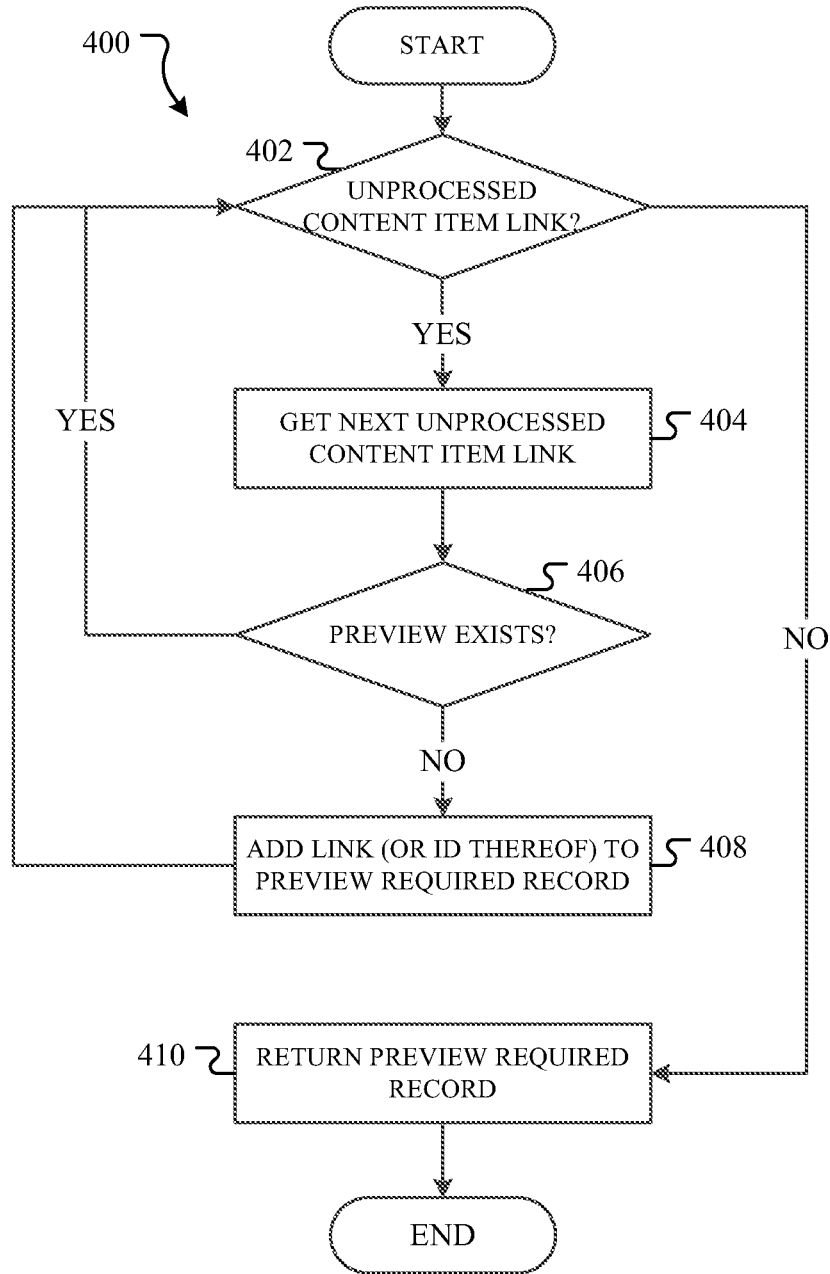 START
400
402
UNPROCESSED
CONTENT ITEM LINK?
YES
GET NEXT UNPROCESSED
CONTENT ITEM LINK
404
YES
406
PREVIEW EXISTS?
NO
NO
ADD LINK (OR ID THEREOF) TO
PREVIEW REQUIRED RECORD
408
410
RETURN PREVIEW REQUIRED
RECORD
END